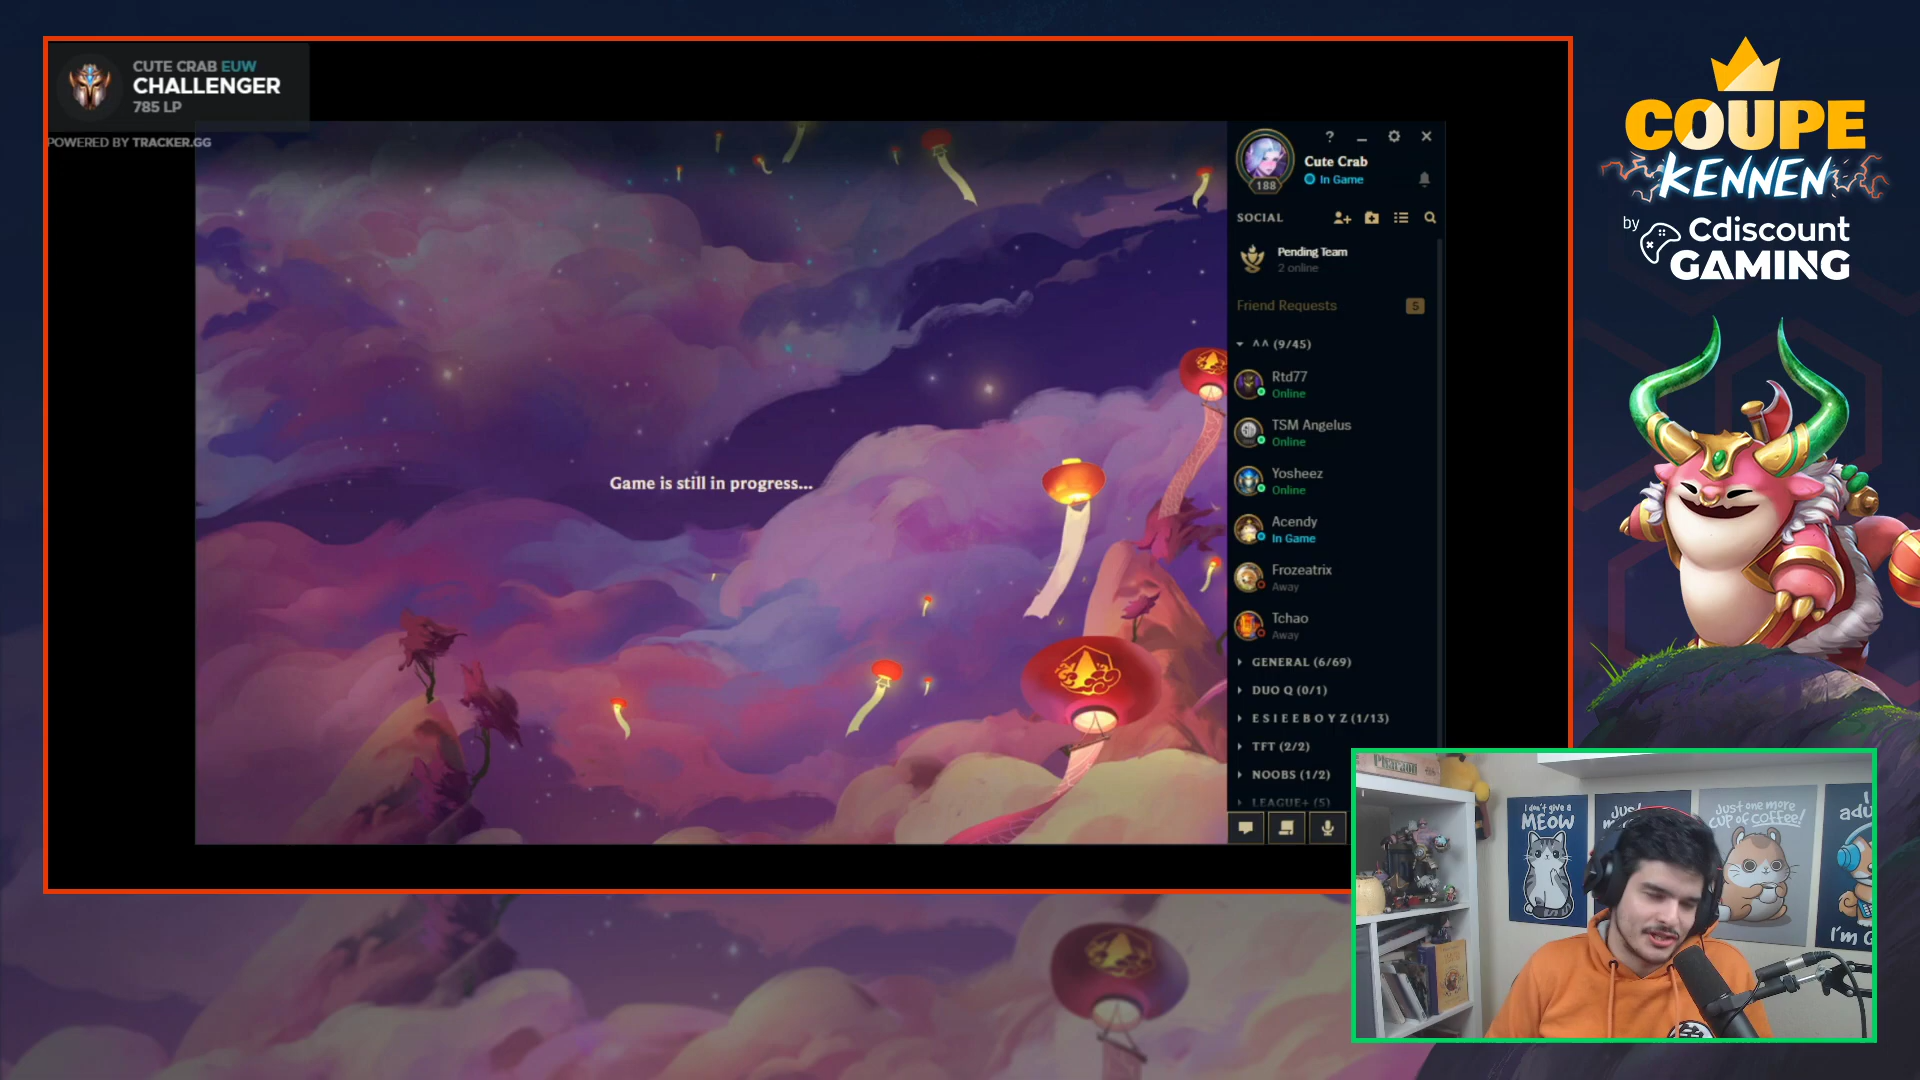 CUTE CRAB EUW
CHALLENGER
785 LP
POWERED BY TRACKER.GG
Game is still in progress...
?
188
Cute Crab
In Game
SOCIAL
Pending Team
2 online
Friend Requests
5
^^ (9/45)
Rtd77
Online
TSM Angelus
Online
Yosheez
Online
Acendy
In Game
Frozeatrix
Away
Tchao
Away
GENERAL (6/69)
DUO Q (0/1)
E S I E E B O Y Z (1/13)
TFT (2/2)
NOOBS (1/2)
LEAGUE+ (5)
COUPE
KENNEN
by Cdiscount
GAMING
Pharaon
I don't give a
MEOW
Just one more
cup of coffee!
I'm